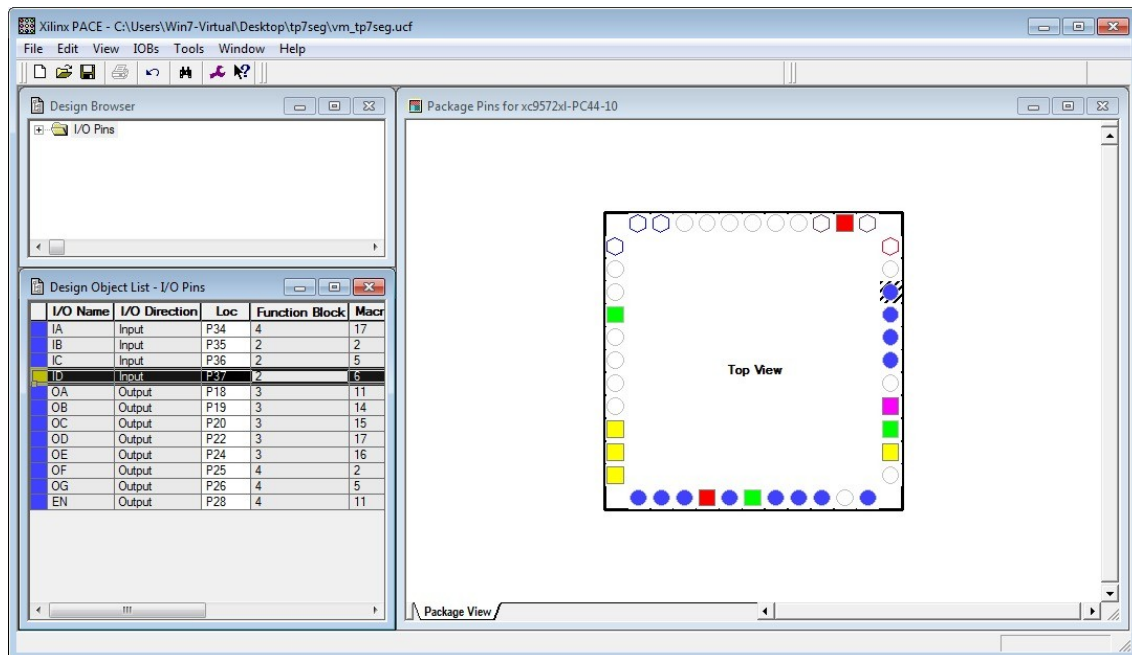 Xilinx PACE - C:\Users\Win7-Virtual\Desktop\tp7seg\vm_tp7seg.ucf
File Edit View IOBs Tools Window Help
Design Browser
I/O Pins
Design Object List - I/O Pins
I/O Name I/O Direction Loc Function Block Macr
IA Input P34 4 17
IB Input P35 2 2
IC Input P36 2 5
ID Input P37 2 6
OA Output P18 3 11
OB Output P19 3 14
OC Output P20 3 15
OD Output P22 3 17
OE Output P24 3 16
OF Output P25 4 2
OG Output P26 4 5
EN Output P28 4 11
Package Pins for xc9572xl-PC44-10
Top View
Package View